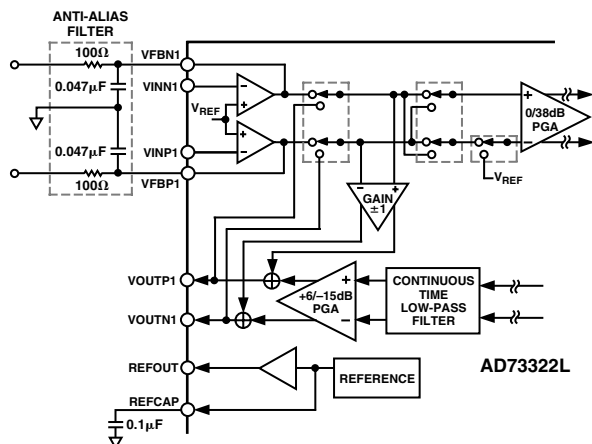 ANTI-ALIAS
FILTER
100Ω
VFBN1
0.047μF
VINN1
VREF
0/38dB
PGA
0.047μF
VINP1
100Ω
VFBP1
VREF
GAIN
±1
VOUTP1
+6/–15dB
PGA
CONTINUOUS
TIME
LOW-PASS
FILTER
VOUTN1
AD73322L
REFOUT
REFERENCE
REFCAP
0.1μF